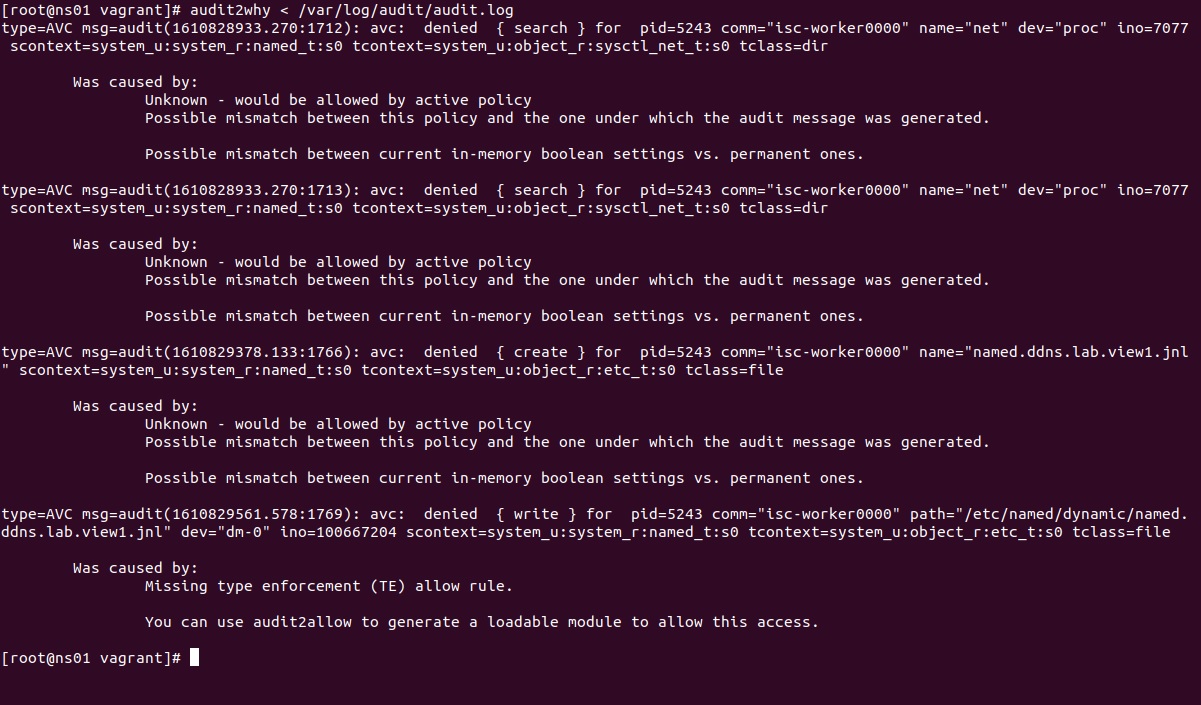 [root@ns01 vagrant]# audit2why < /var/log/audit/audit.log
type=AVC msg=audit(1610828933.270:1712): avc:  denied  { search } for  pid=5243 comm="isc-worker0000" name="net" dev="proc" ino=7077
 scontext=system_u:system_r:named_t:s0 tcontext=system_u:object_r:sysctl_net_t:s0 tclass=dir
Was caused by:
Unknown - would be allowed by active policy
Possible mismatch between this policy and the one under which the audit message was generated.
Possible mismatch between current in-memory boolean settings vs. permanent ones.
type=AVC msg=audit(1610828933.270:1713): avc:  denied  { search } for  pid=5243 comm="isc-worker0000" name="net" dev="proc" ino=7077
 scontext=system_u:system_r:named_t:s0 tcontext=system_u:object_r:sysctl_net_t:s0 tclass=dir
Was caused by:
Unknown - would be allowed by active policy
Possible mismatch between this policy and the one under which the audit message was generated.
Possible mismatch between current in-memory boolean settings vs. permanent ones.
type=AVC msg=audit(1610829378.133:1766): avc:  denied  { create } for  pid=5243 comm="isc-worker0000" name="named.ddns.lab.view1.jnl
" scontext=system_u:system_r:named_t:s0 tcontext=system_u:object_r:etc_t:s0 tclass=file
Was caused by:
Unknown - would be allowed by active policy
Possible mismatch between this policy and the one under which the audit message was generated.
Possible mismatch between current in-memory boolean settings vs. permanent ones.
type=AVC msg=audit(1610829561.578:1769): avc:  denied  { write } for  pid=5243 comm="isc-worker0000" path="/etc/named/dynamic/named.
ddns.lab.view1.jnl" dev="dm-0" ino=100667204 scontext=system_u:system_r:named_t:s0 tcontext=system_u:object_r:etc_t:s0 tclass=file
Was caused by:
Missing type enforcement (TE) allow rule.
You can use audit2allow to generate a loadable module to allow this access.
[root@ns01 vagrant]#